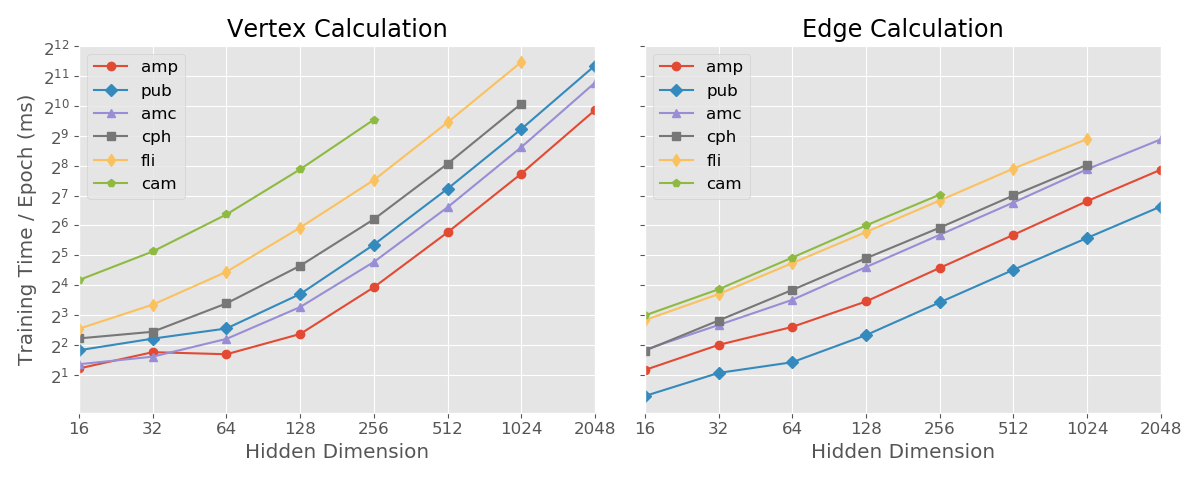 Vertex Calculation
Edge Calculation
Training Time / Epoch (ms)
2^12
2^11
2^10
2^9
2^8
2^7
2^6
2^5
2^4
2^3
2^2
2^1
amp
pub
amc
cph
fli
cam
16 32 64 128 256 512 1024 2048
Hidden Dimension
amp
pub
amc
cph
fli
cam
16 32 64 128 256 512 1024 2048
Hidden Dimension